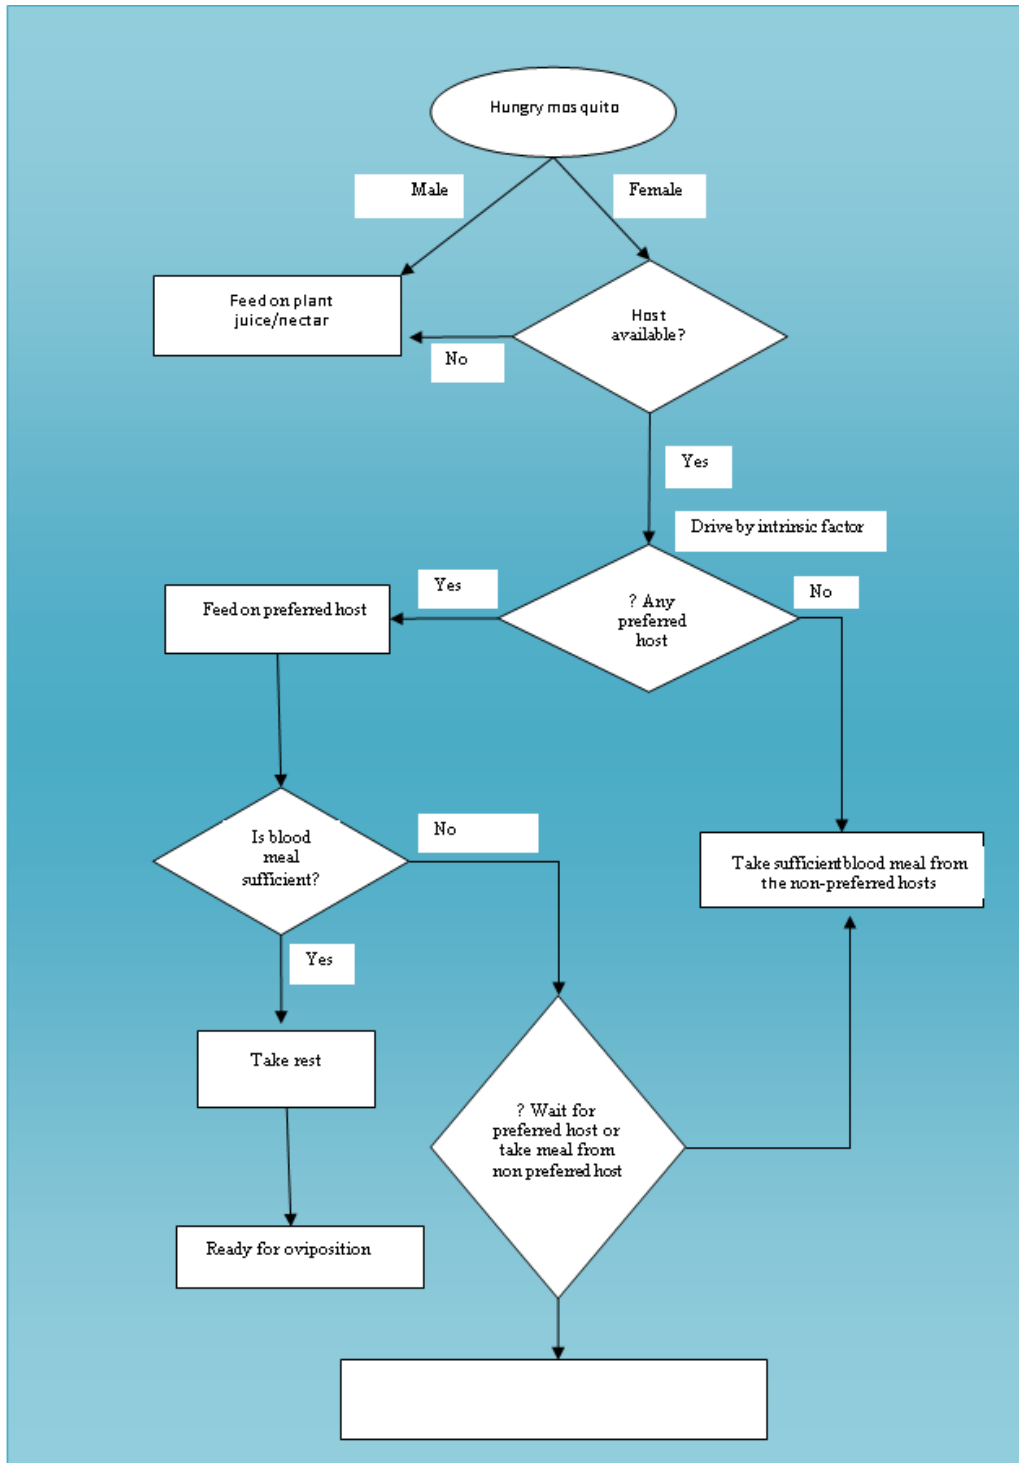 Hungry mosquito
Male
Female
Feed on plant
juice/nectar
Host
available?
No
Yes
Drive by intrinsic factor
Yes
No
Feed on preferred host
? Any
preferred
host
Is blood
meal
sufficient?
No
Take sufficient blood meal from
the non-preferred hosts
Yes
Take rest
? Wait for
preferred host or
take meal from
non preferred host
Ready for oviposition